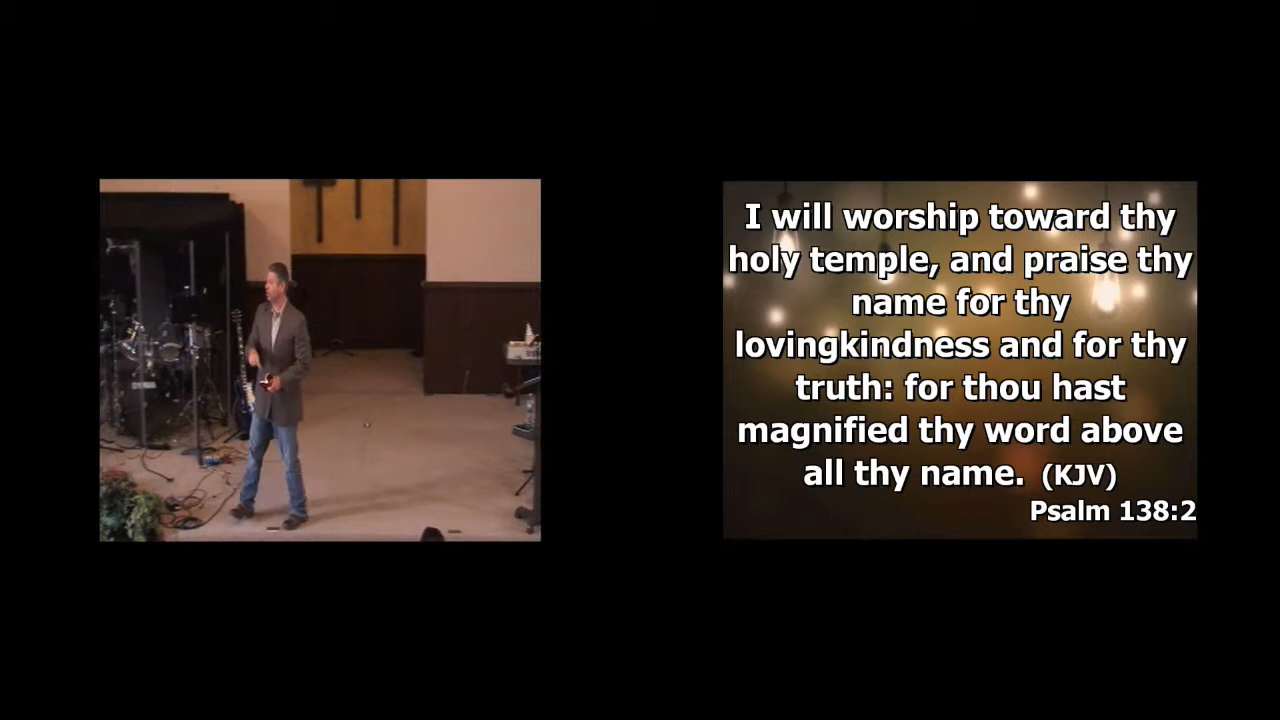 I will worship toward thy
holy temple, and praise thy
name for thy
lovingkindness and for thy
truth: for thou hast
magnified thy word above
all thy name. (KJV)
Psalm 138:2